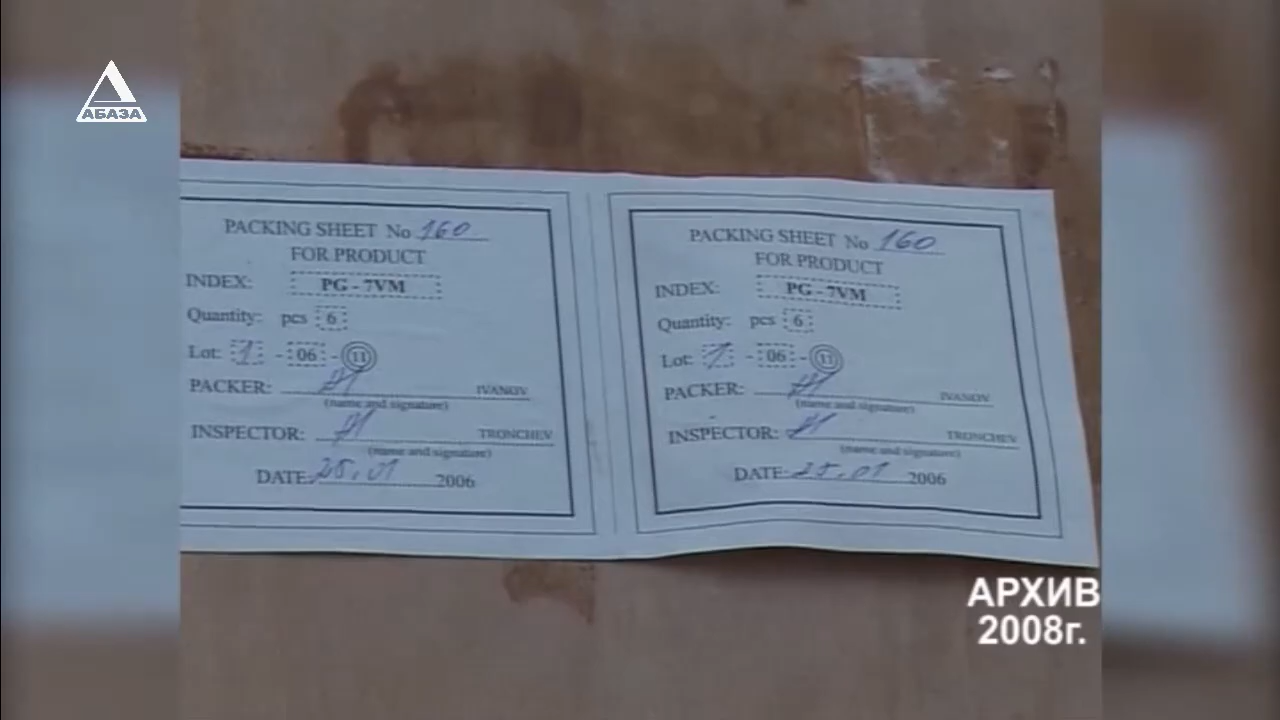 АБАЗА
PACKING SHEET No 160
FOR PRODUCT
INDEX: PG - 7VM
Quantity: pcs 6
Lot: 1 - 06 - 11
PACKER: IVANOV
(name and signature)
INSPECTOR: TRONCHEV
(name and signature)
DATE: 25.01 2006
PACKING SHEET No 160
FOR PRODUCT
INDEX: PG - 7VM
Quantity: pcs 6
Lot: 1 - 06 - 11
PACKER: IVANOV
(name and signature)
INSPECTOR: TRONCHEV
(name and signature)
DATE: 25.01 2006
АРХИВ
2008г.